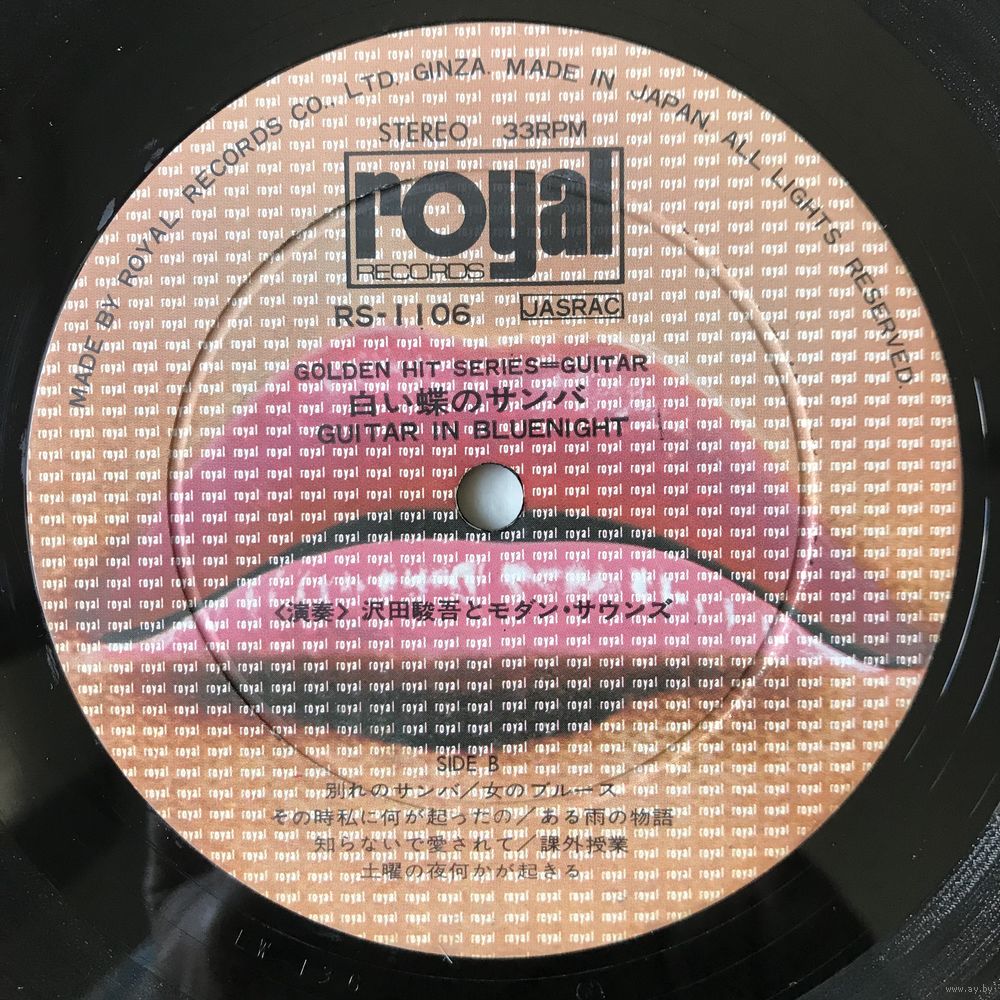 MADE BY ROYAL RECORDS CO., LTD. GINZA. MADE IN JAPAN. ALL LIGHTS RESERVED.
STEREO 33RPM
royal
RECORDS
RS-1106 JASRAC
GOLDEN HIT SERIES=GUITAR
白い蝶のサンバ
GUITAR IN BLUENIGHT
<演奏> 沢田駿吾とモダン・サウンズ
SIDE B
別れのサンバ/女のブルース
その時私に何が起ったの/ある雨の物語
知らないで愛されて/課外授業
土曜の夜何かが起きる
www.ay.by